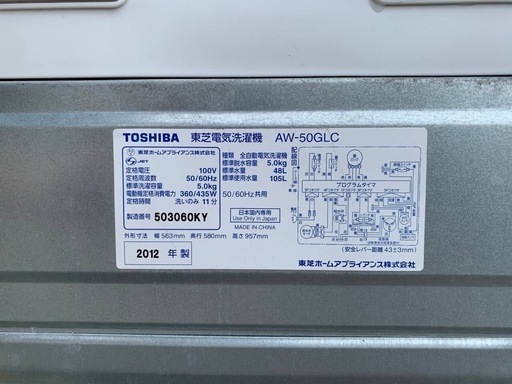 TOSHIBA 東芝電気洗濯機 AW-50GLC
東芝ホームアプライアンス株式会社
JET
定格電圧 100V
定格周波数 50/60Hz
標準洗濯容量 5.0kg
電動機定格消費電力 360/435W
定格時間 洗いのみ 11分
製造番号 503060KY
種類 全自動電気洗濯機
標準脱水容量 5.0kg
標準水量 48L
標準使用水量 105L
50/60Hz共用
日本国内専用
Use Only in Japan
MADE IN CHINA
外形寸法 幅 563mm 奥行 580mm 高さ 957mm
2012 年製
配線図
プログラムタイマ
(安全レバー距離 43±3mm)
東芝ホームアプライアンス株式会社